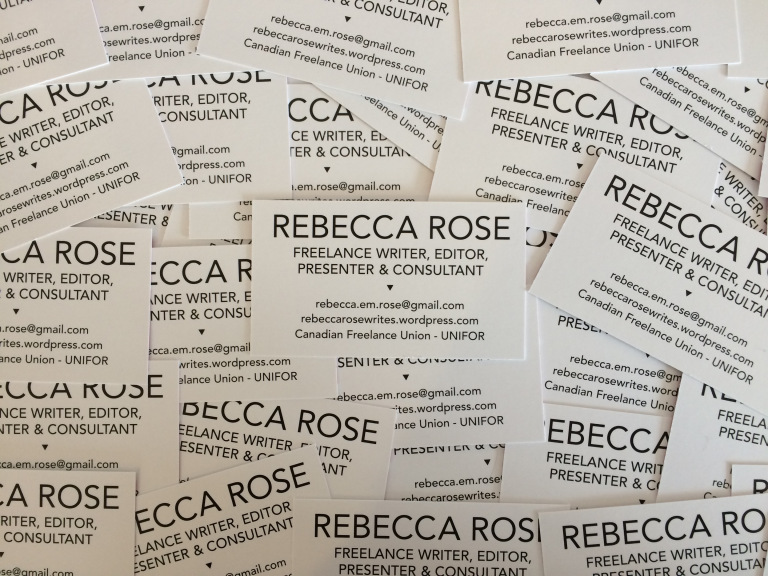 REBECCA ROSE
FREELANCE WRITER, EDITOR,
PRESENTER & CONSULTANT
rebecca.em.rose@gmail.com
rebeccarosewrites.wordpress.com
Canadian Freelance Union - UNIFOR